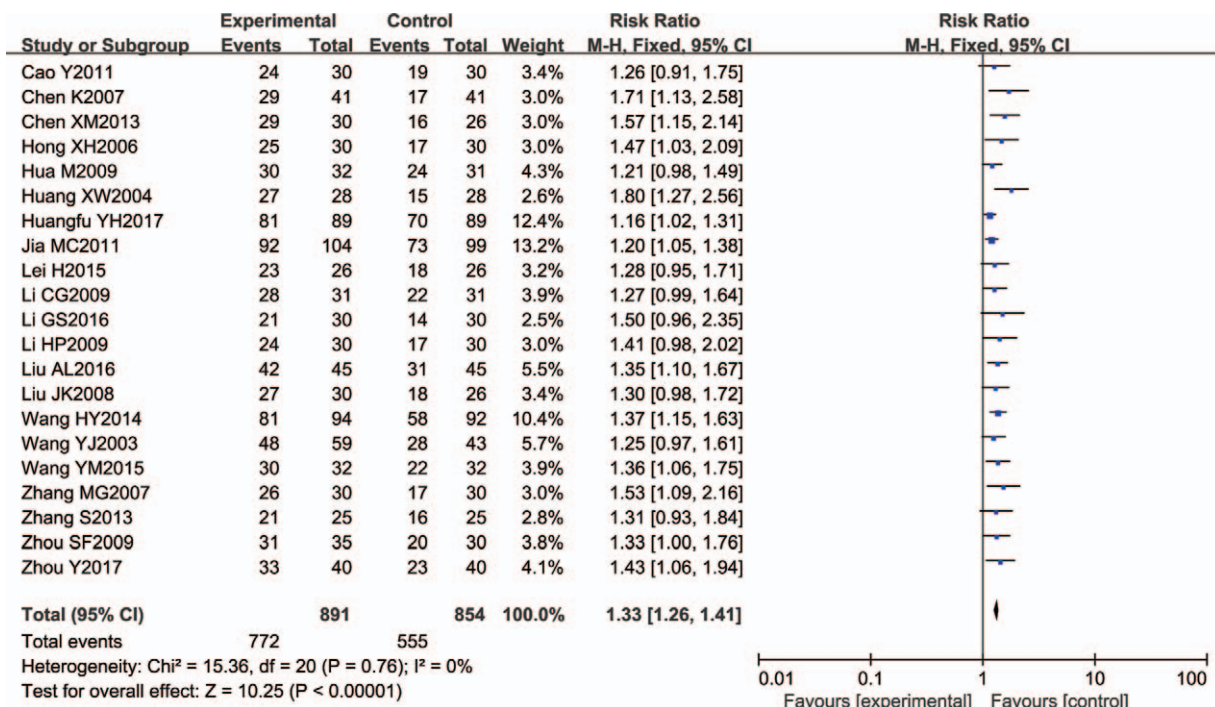 Experimental Control Risk Ratio Risk Ratio
Study or Subgroup Events Total Events Total Weight M-H, Fixed, 95% CI M-H, Fixed, 95% CI
Cao Y2011 24 30 19 30 3.4% 1.26 [0.91, 1.75]
Chen K2007 29 41 17 41 3.0% 1.71 [1.13, 2.58]
Chen XM2013 29 30 16 26 3.0% 1.57 [1.15, 2.14]
Hong XH2006 25 30 17 30 3.0% 1.47 [1.03, 2.09]
Hua M2009 30 32 24 31 4.3% 1.21 [0.98, 1.49]
Huang XW2004 27 28 15 28 2.6% 1.80 [1.27, 2.56]
Huangfu YH2017 81 89 70 89 12.4% 1.16 [1.02, 1.31]
Jia MC2011 92 104 73 99 13.2% 1.20 [1.05, 1.38]
Lei H2015 23 26 18 26 3.2% 1.28 [0.95, 1.71]
Li CG2009 28 31 22 31 3.9% 1.27 [0.99, 1.64]
Li GS2016 21 30 14 30 2.5% 1.50 [0.96, 2.35]
Li HP2009 24 30 17 30 3.0% 1.41 [0.98, 2.02]
Liu AL2016 42 45 31 45 5.5% 1.35 [1.10, 1.67]
Liu JK2008 27 30 18 26 3.4% 1.30 [0.98, 1.72]
Wang HY2014 81 94 58 92 10.4% 1.37 [1.15, 1.63]
Wang YJ2003 48 59 28 43 5.7% 1.25 [0.97, 1.61]
Wang YM2015 30 32 22 32 3.9% 1.36 [1.06, 1.75]
Zhang MG2007 26 30 17 30 3.0% 1.53 [1.09, 2.16]
Zhang S2013 21 25 16 25 2.8% 1.31 [0.93, 1.84]
Zhou SF2009 31 35 20 30 3.8% 1.33 [1.00, 1.76]
Zhou Y2017 33 40 23 40 4.1% 1.43 [1.06, 1.94]
Total (95% CI) 891 854 100.0% 1.33 [1.26, 1.41]
Total events 772 555
Heterogeneity: Chi² = 15.36, df = 20 (P = 0.76); I² = 0%
Test for overall effect: Z = 10.25 (P < 0.00001)
0.01 0.1 1 10 100
Favours [experimental] Favours [control]